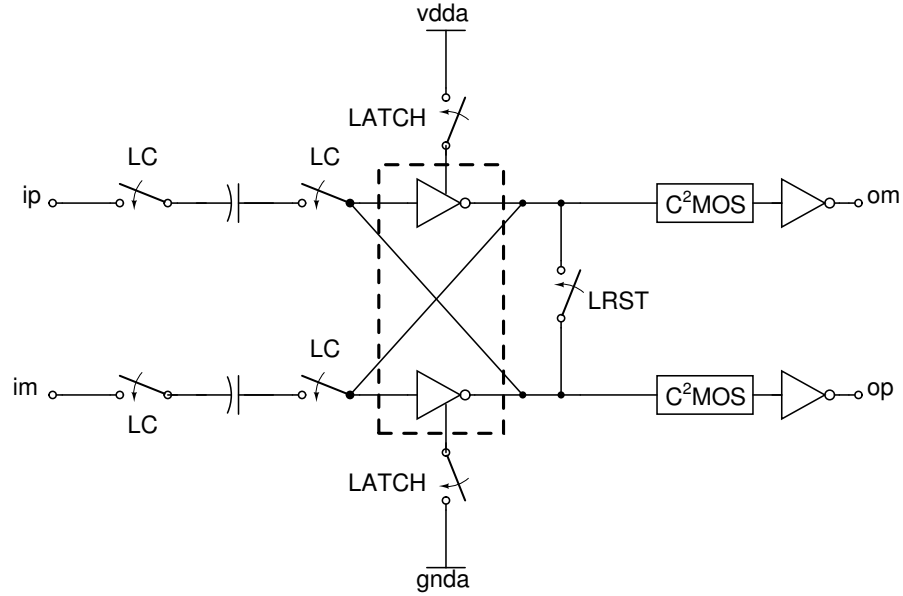 vdda
LATCH
LC
LC
ip
C²MOS
om
LRST
LC
im
LC
C²MOS
op
LATCH
gnda